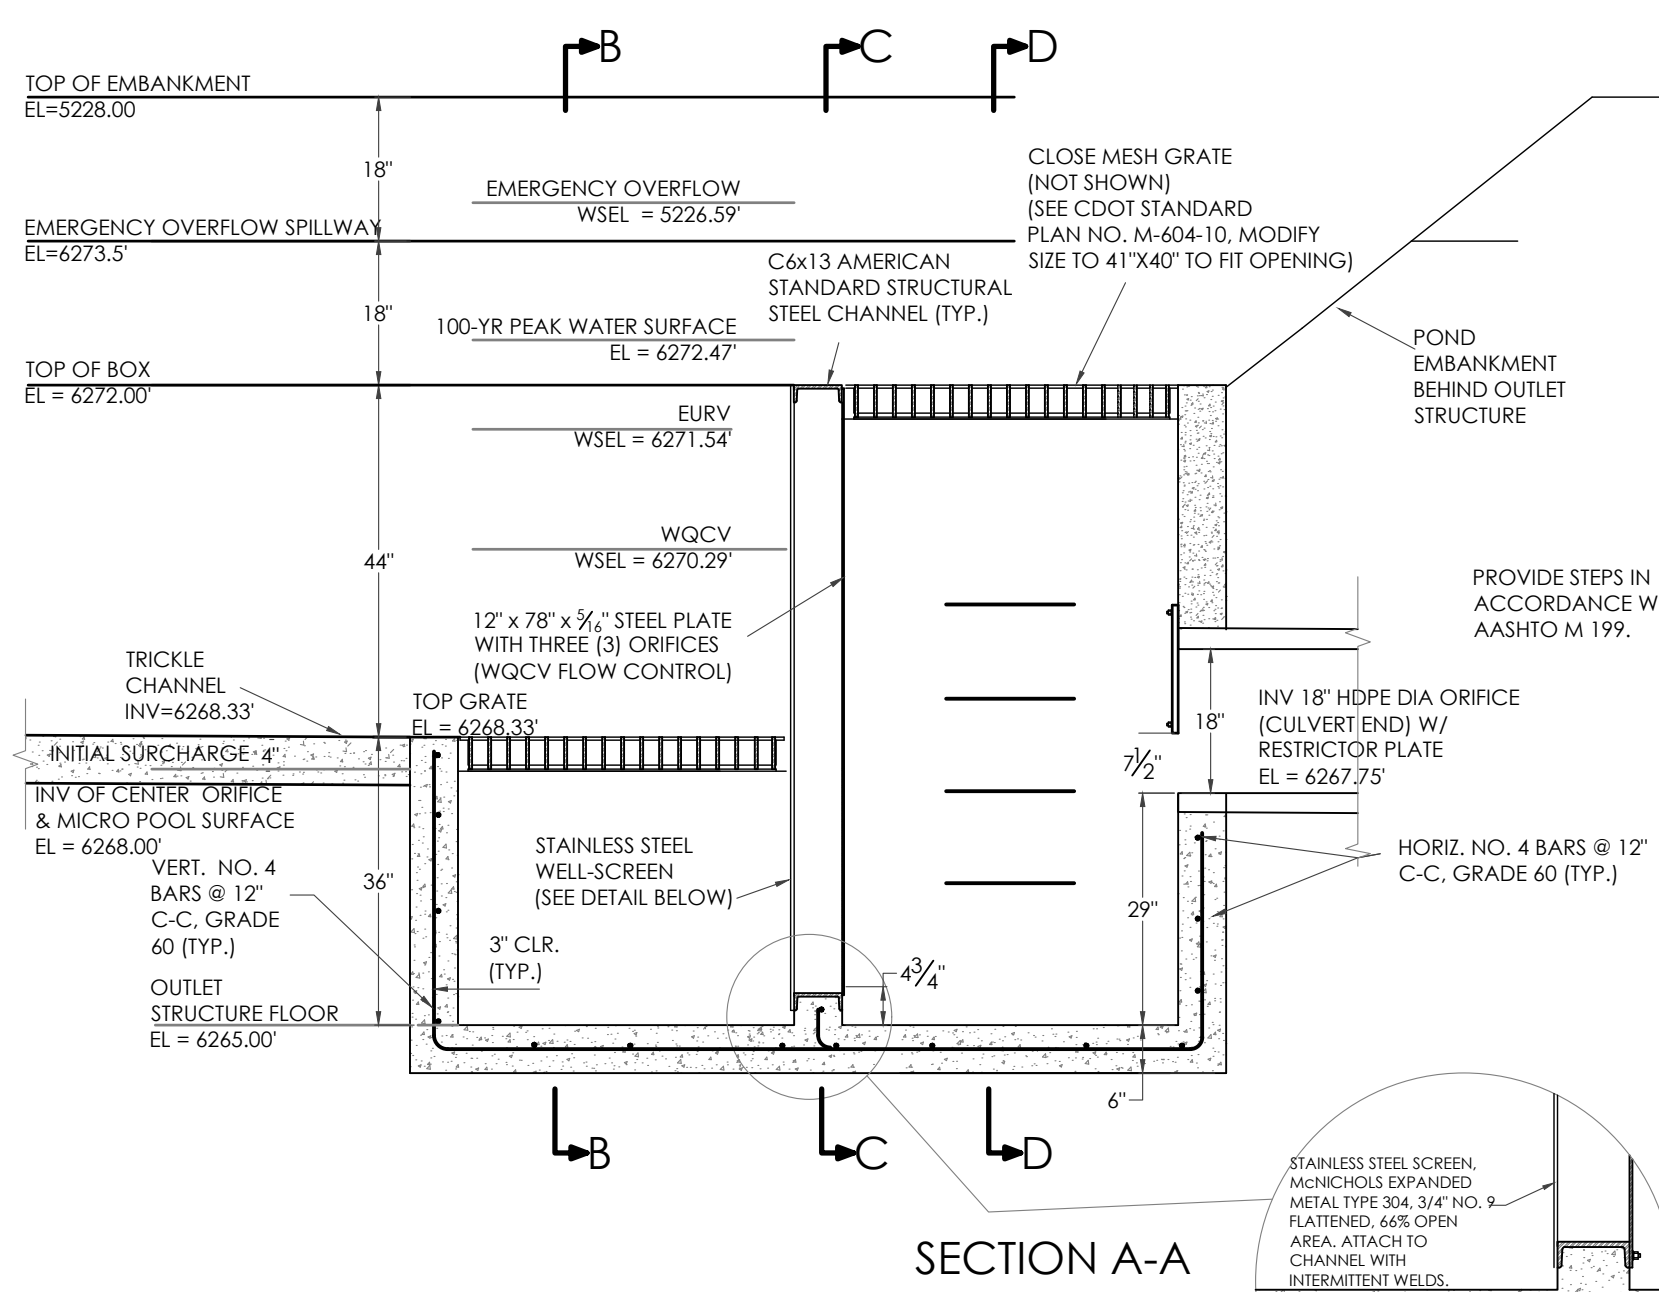 B
C
D
TOP OF EMBANKMENT
EL=5228.00
18"
EMERGENCY OVERFLOW
WSEL = 5226.59'
CLOSE MESH GRATE
(NOT SHOWN)
(SEE CDOT STANDARD
PLAN NO. M-604-10, MODIFY
SIZE TO 41"X40" TO FIT OPENING)
EMERGENCY OVERFLOW SPILLWAY
EL=6273.5'
C6x13 AMERICAN
STANDARD STRUCTURAL
STEEL CHANNEL (TYP.)
18"
100-YR PEAK WATER SURFACE
EL = 6272.47'
POND
EMBANKMENT
BEHIND OUTLET
STRUCTURE
TOP OF BOX
EL = 6272.00'
EURV
WSEL = 6271.54'
WQCV
WSEL = 6270.29'
44"
PROVIDE STEPS IN
ACCORDANCE W
AASHTO M 199.
12" x 78" x 5/16" STEEL PLATE
WITH THREE (3) ORIFICES
(WQCV FLOW CONTROL)
TRICKLE
CHANNEL
INV=6268.33'
TOP GRATE
EL = 6268.33'
INV 18" HDPE DIA ORIFICE
(CULVERT END) W/
RESTRICTOR PLATE
EL = 6267.75'
18"
7 1/2"
INITIAL SURCHARGE 4"
INV OF CENTER ORIFICE
& MICRO POOL SURFACE
EL = 6268.00'
STAINLESS STEEL
WELL-SCREEN
(SEE DETAIL BELOW)
HORIZ. NO. 4 BARS @ 12"
C-C, GRADE 60 (TYP.)
VERT. NO. 4
BARS @ 12"
C-C, GRADE
60 (TYP.)
36"
29"
3" CLR.
(TYP.)
4 3/4"
OUTLET
STRUCTURE FLOOR
EL = 6265.00'
6"
B
C
D
STAINLESS STEEL SCREEN,
McNICHOLS EXPANDED
METAL TYPE 304, 3/4" NO. 9
FLATTENED, 66% OPEN
AREA. ATTACH TO
CHANNEL WITH
INTERMITTENT WELDS.
SECTION A-A